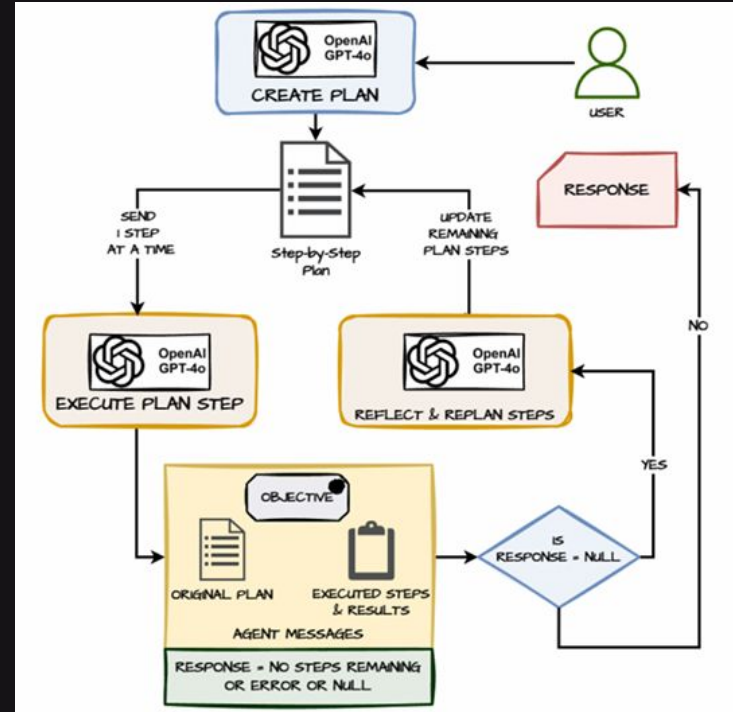 OpenAI
GPT-4o
CREATE PLAN
USER
RESPONSE
SEND
1 STEP
AT A TIME
Step-by-Step
Plan
UPDATE
REMAINING
PLAN STEPS
NO
OpenAI
GPT-4o
EXECUTE PLAN STEP
OpenAI
GPT-4o
REFLECT & REPLAN STEPS
YES
OBJECTIVE
ORIGINAL PLAN
EXECUTED STEPS
& RESULTS
AGENT MESSAGES
IS
RESPONSE = NULL
RESPONSE = NO STEPS REMAINING
OR ERROR OR NULL